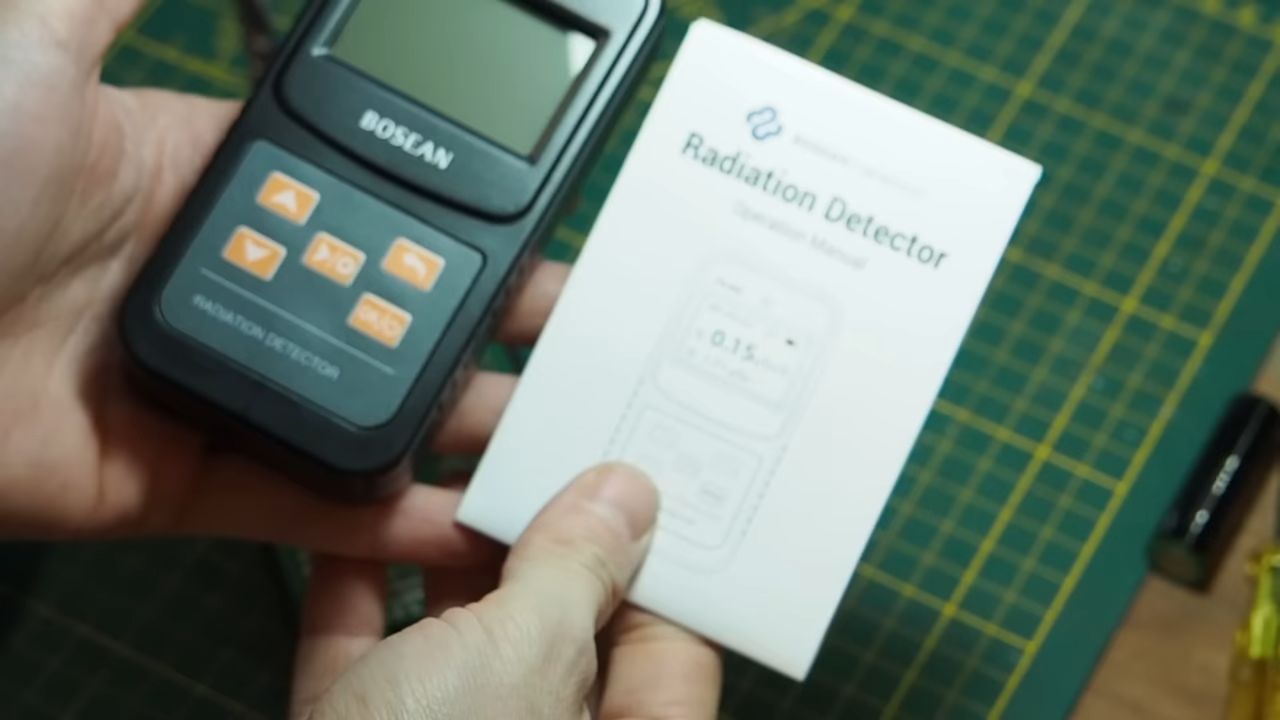 BOSEAN
RADIATION DETECTOR
Radiation Detector
Operation Manual
0.15